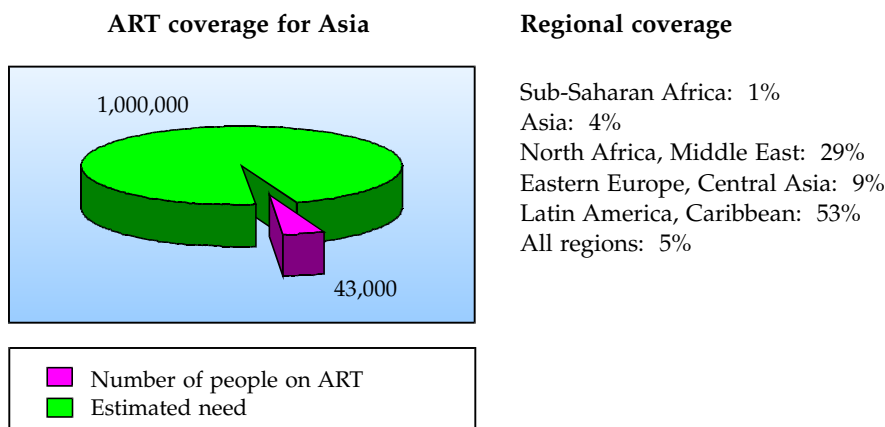 ART coverage for Asia
1,000,000
43,000
Number of people on ART
Estimated need
Regional coverage
Sub-Saharan Africa: 1%
Asia: 4%
North Africa, Middle East: 29%
Eastern Europe, Central Asia: 9%
Latin America, Caribbean: 53%
All regions: 5%